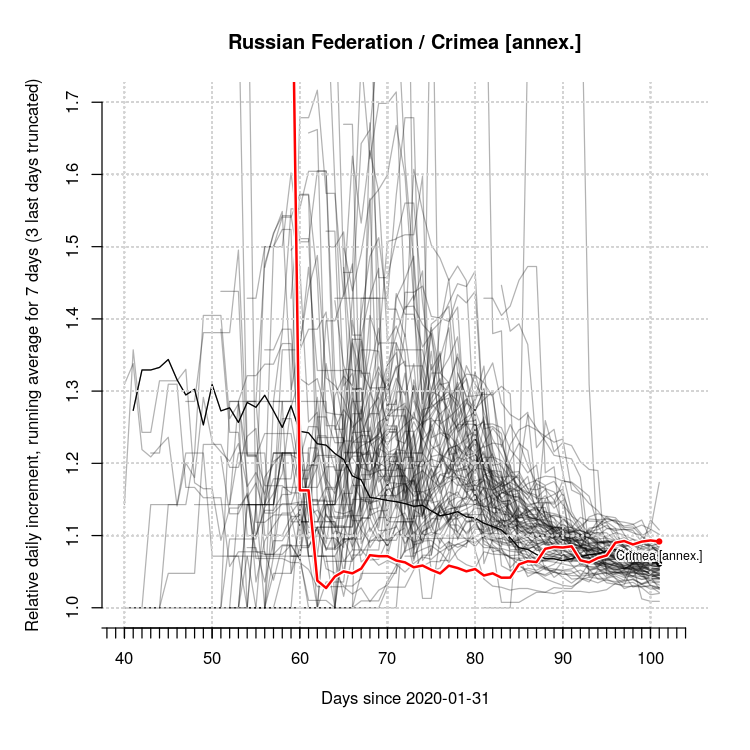 Russian Federation / Crimea [annex.]
Relative daily increment, running average for 7 days (3 last days truncated)
1.7
1.6
1.5
1.4
1.3
1.2
1.1
1.0
Crimea [annex.]
40 50 60 70 80 90 100
Days since 2020-01-31